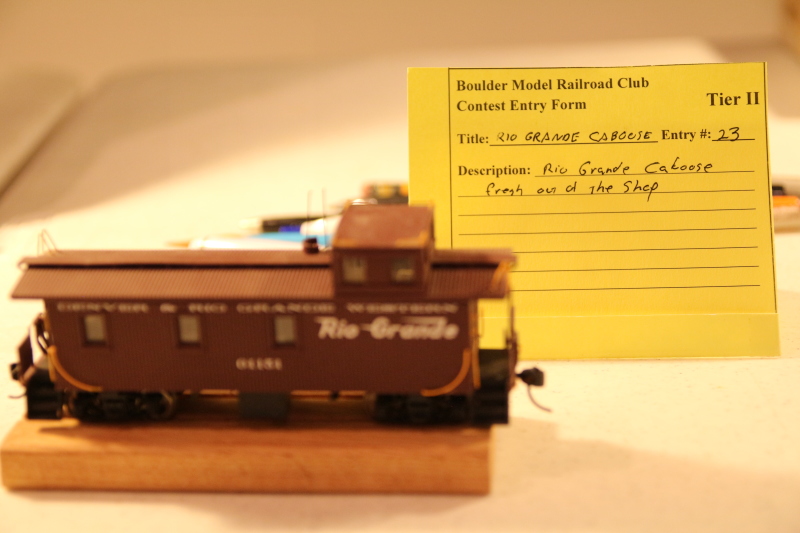 Boulder Model Railroad Club
Contest Entry Form Tier II
Title: RIO GRANDE CABOOSE Entry #: 23
Description: Rio Grande Caboose
fresh out of the shop
DENVER & RIO GRANDE WESTERN
Rio Grande
01151